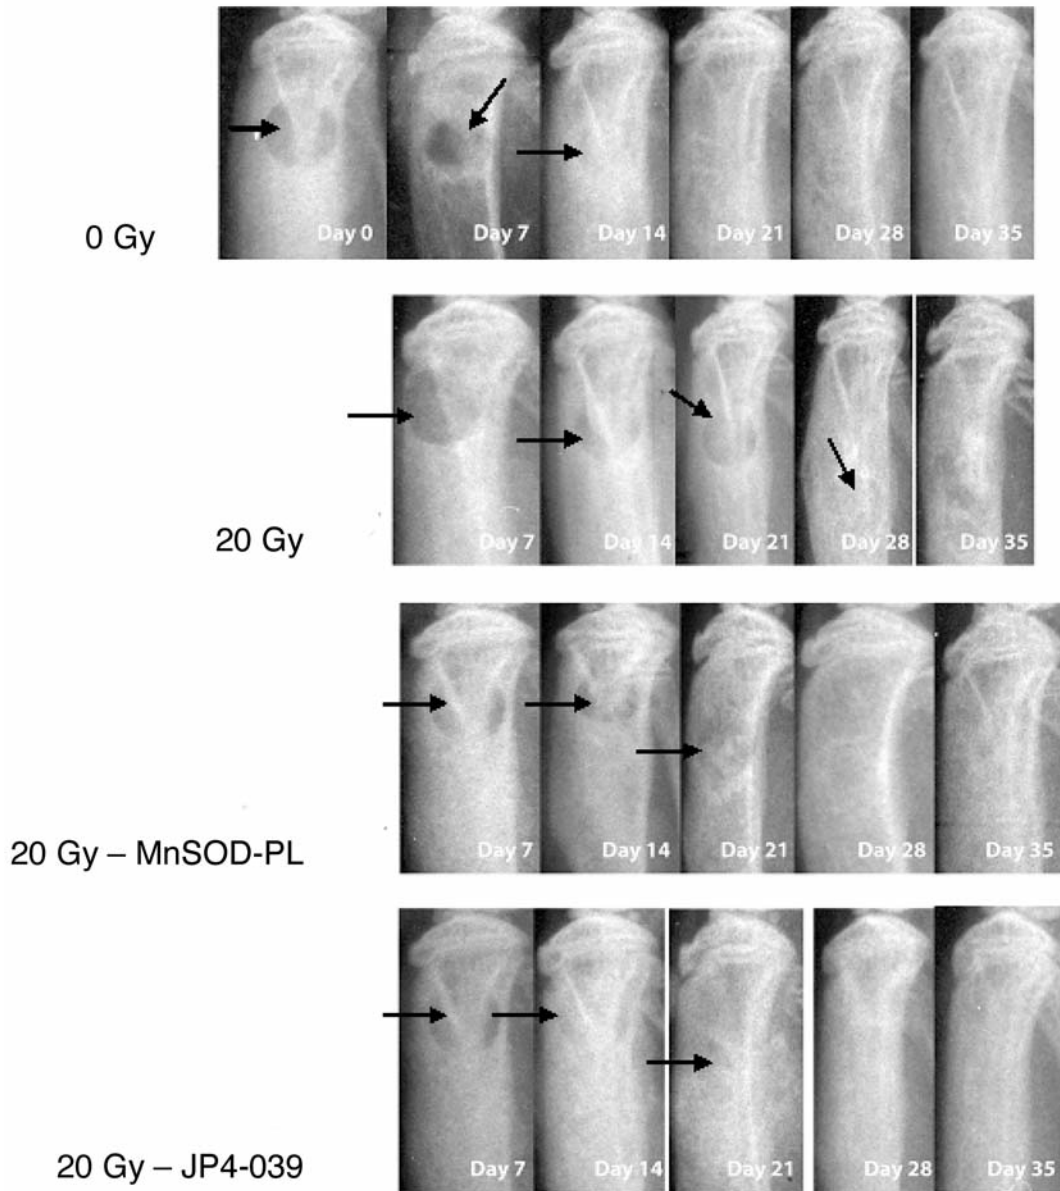 Day 0 Day 7 Day 14 Day 21 Day 28 Day 35
0 Gy
Day 7 Day 14 Day 21 Day 28 Day 35
20 Gy
Day 7 Day 14 Day 21 Day 28 Day 35
20 Gy – MnSOD-PL
Day 7 Day 14 Day 21 Day 28 Day 35
20 Gy – JP4-039